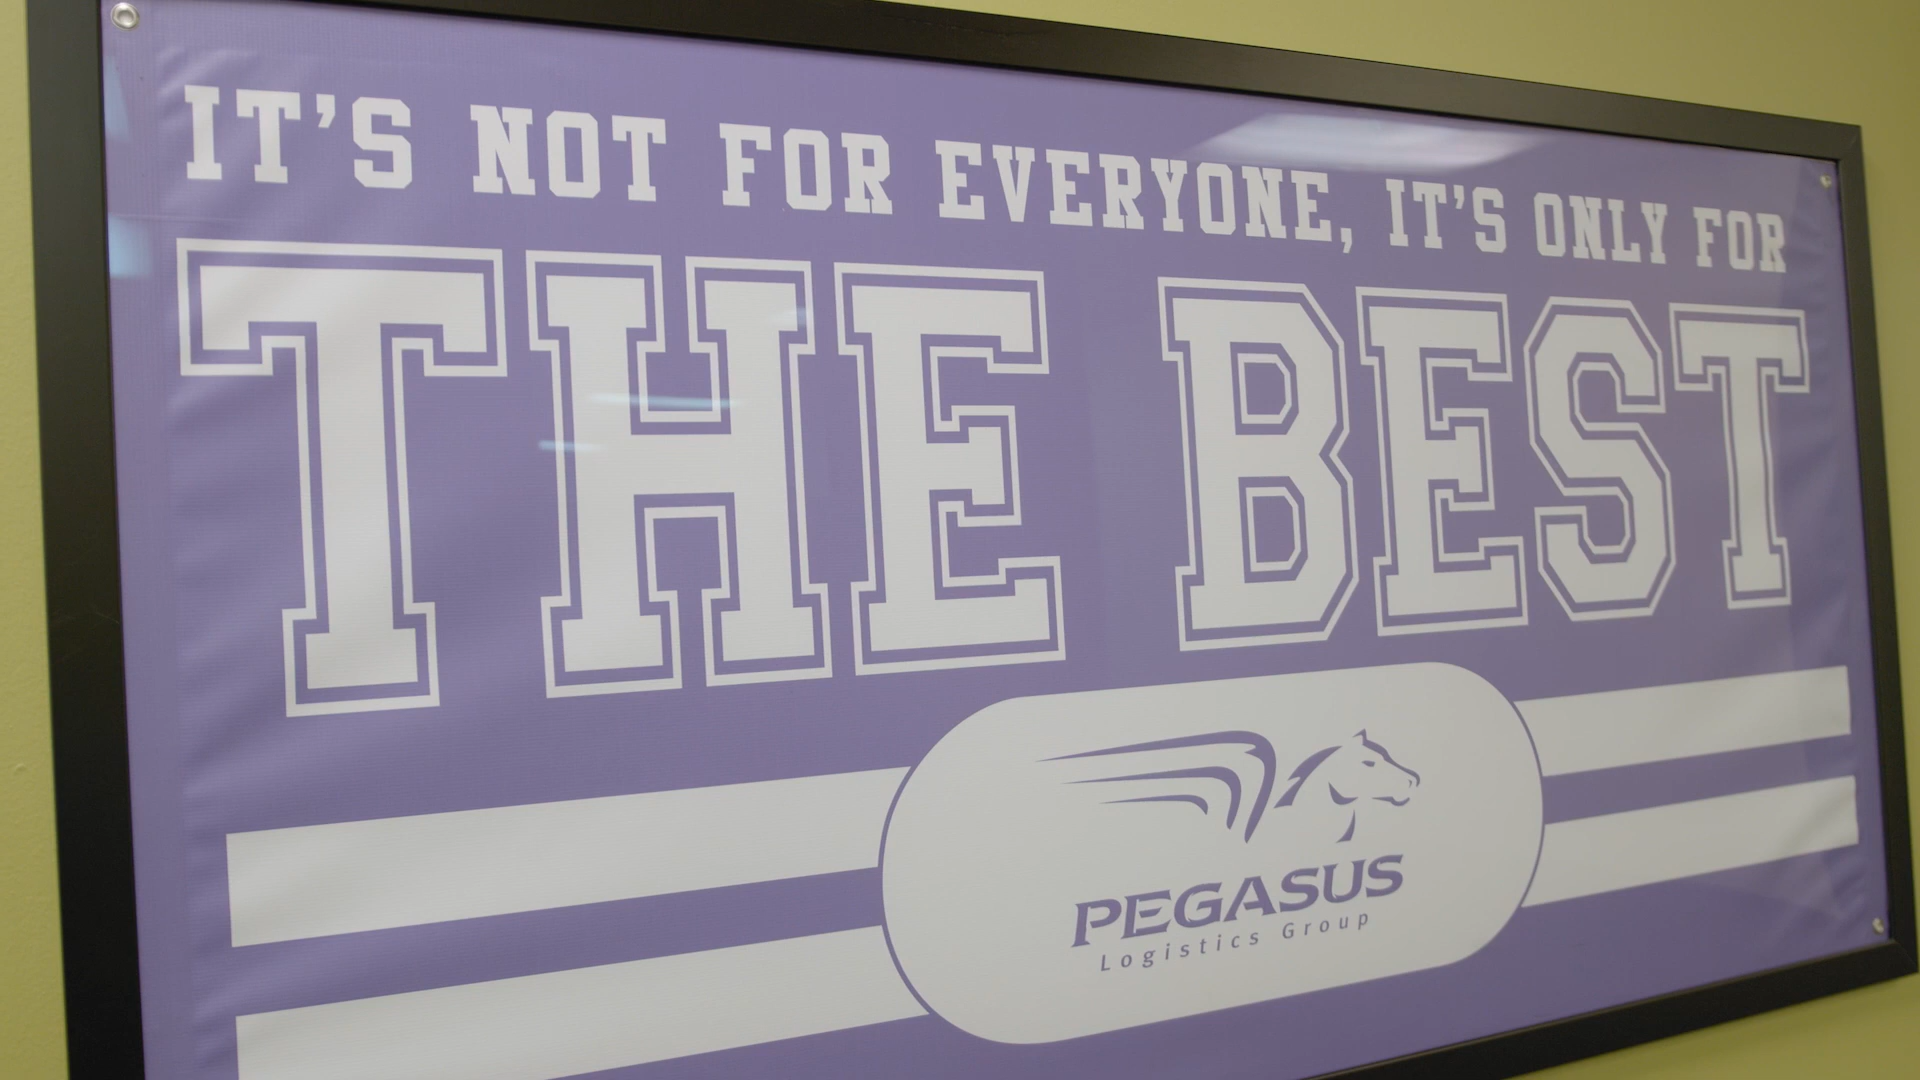 IT'S NOT FOR EVERYONE, IT'S ONLY FOR
THE BEST
PEGASUS
Logistics Group